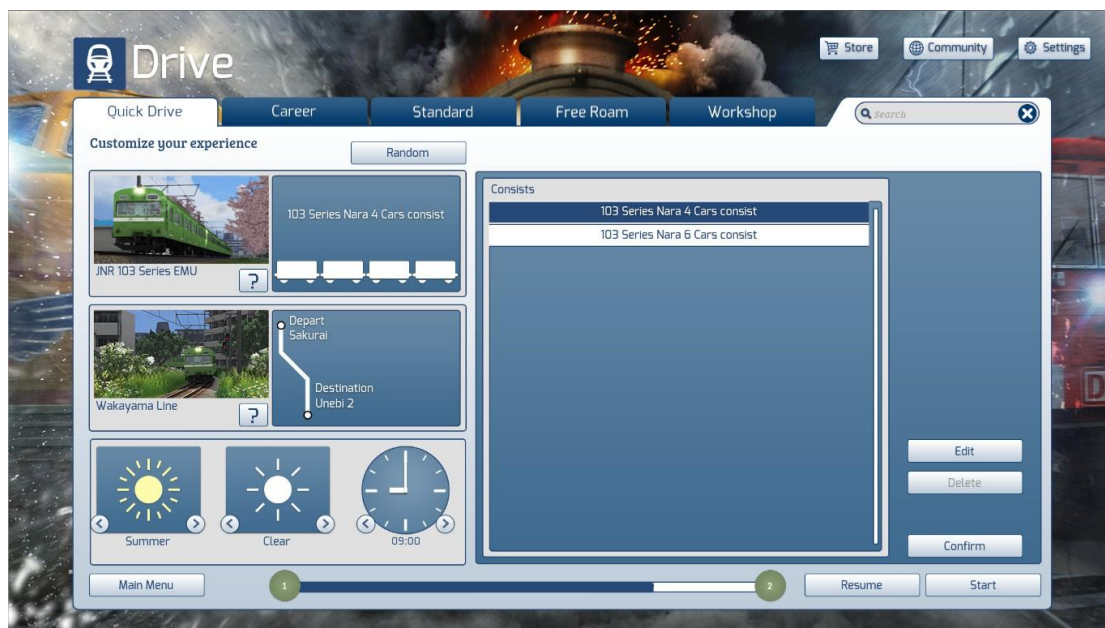 Drive
Store
Community
Settings
Quick Drive
Career
Standard
Free Roam
Workshop
Search
Customize your experience
Random
JNR 103 Series EMU
?
103 Series Nara 4 Cars consist
Wakayama Line
?
Depart
Sakurai
Destination
Unebi 2
Summer
Clear
09:00
Consists
103 Series Nara 4 Cars consist
103 Series Nara 6 Cars consist
Edit
Delete
Confirm
Main Menu
1
2
Resume
Start
D